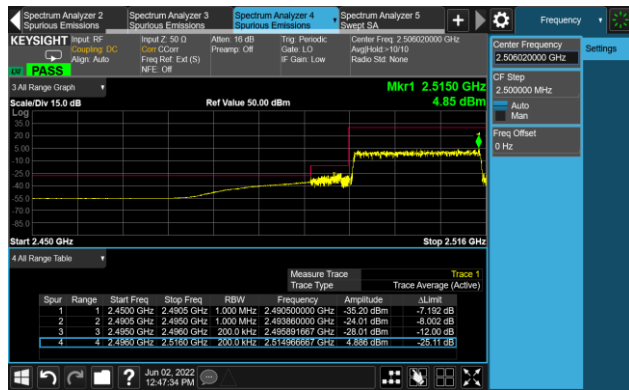 Spectrum Analyzer 2
Spurious Emissions
Spectrum Analyzer 3
Spurious Emissions
Spectrum Analyzer 4
Spurious Emissions
Spectrum Analyzer 5
Swept SA
Frequency
KEYSIGHT
Input: RF
Coupling: DC
Align: Auto
Input Z: 50 Ω
Corr CCorr
Freq Ref: Ext (S)
NFE: Off
Atten: 16 dB
Preamp: Off
Trig: Periodic
Gate: LO
IF Gain: Low
Center Freq: 2.506020000 GHz
Avg|Hold:>10/10
Radio Std: None
PASS
Center Frequency
2.506020000 GHz
Settings
CF Step
2.500000 MHz
Auto
Man
Freq Offset
0 Hz
3 All Range Graph
Mkr1 2.5150 GHz
Scale/Div 15.0 dB
Ref Value 50.00 dBm
4.85 dBm
Log
35.0
20.0
5.00
-10.0
-25.0
-40.0
-55.0
-70.0
-85.0
Start 2.450 GHz
Stop 2.516 GHz
4 All Range Table
Measure Trace Trace 1
Trace Type Trace Average (Active)
Spur Range Start Freq Stop Freq RBW Frequency Amplitude ΔLimit
1 1 2.4500 GHz 2.4905 GHz 1.000 MHz 2.490500000 GHz -35.20 dBm -7.192 dB
2 2 2.4905 GHz 2.4950 GHz 1.000 MHz 2.493860000 GHz -24.01 dBm -8.002 dB
3 3 2.4950 GHz 2.4960 GHz 200.0 kHz 2.495891667 GHz -28.01 dBm -12.00 dB
4 4 2.4960 GHz 2.5160 GHz 200.0 kHz 2.514966667 GHz 4.886 dBm -25.11 dB
Jun 02, 2022
12:47:34 PM